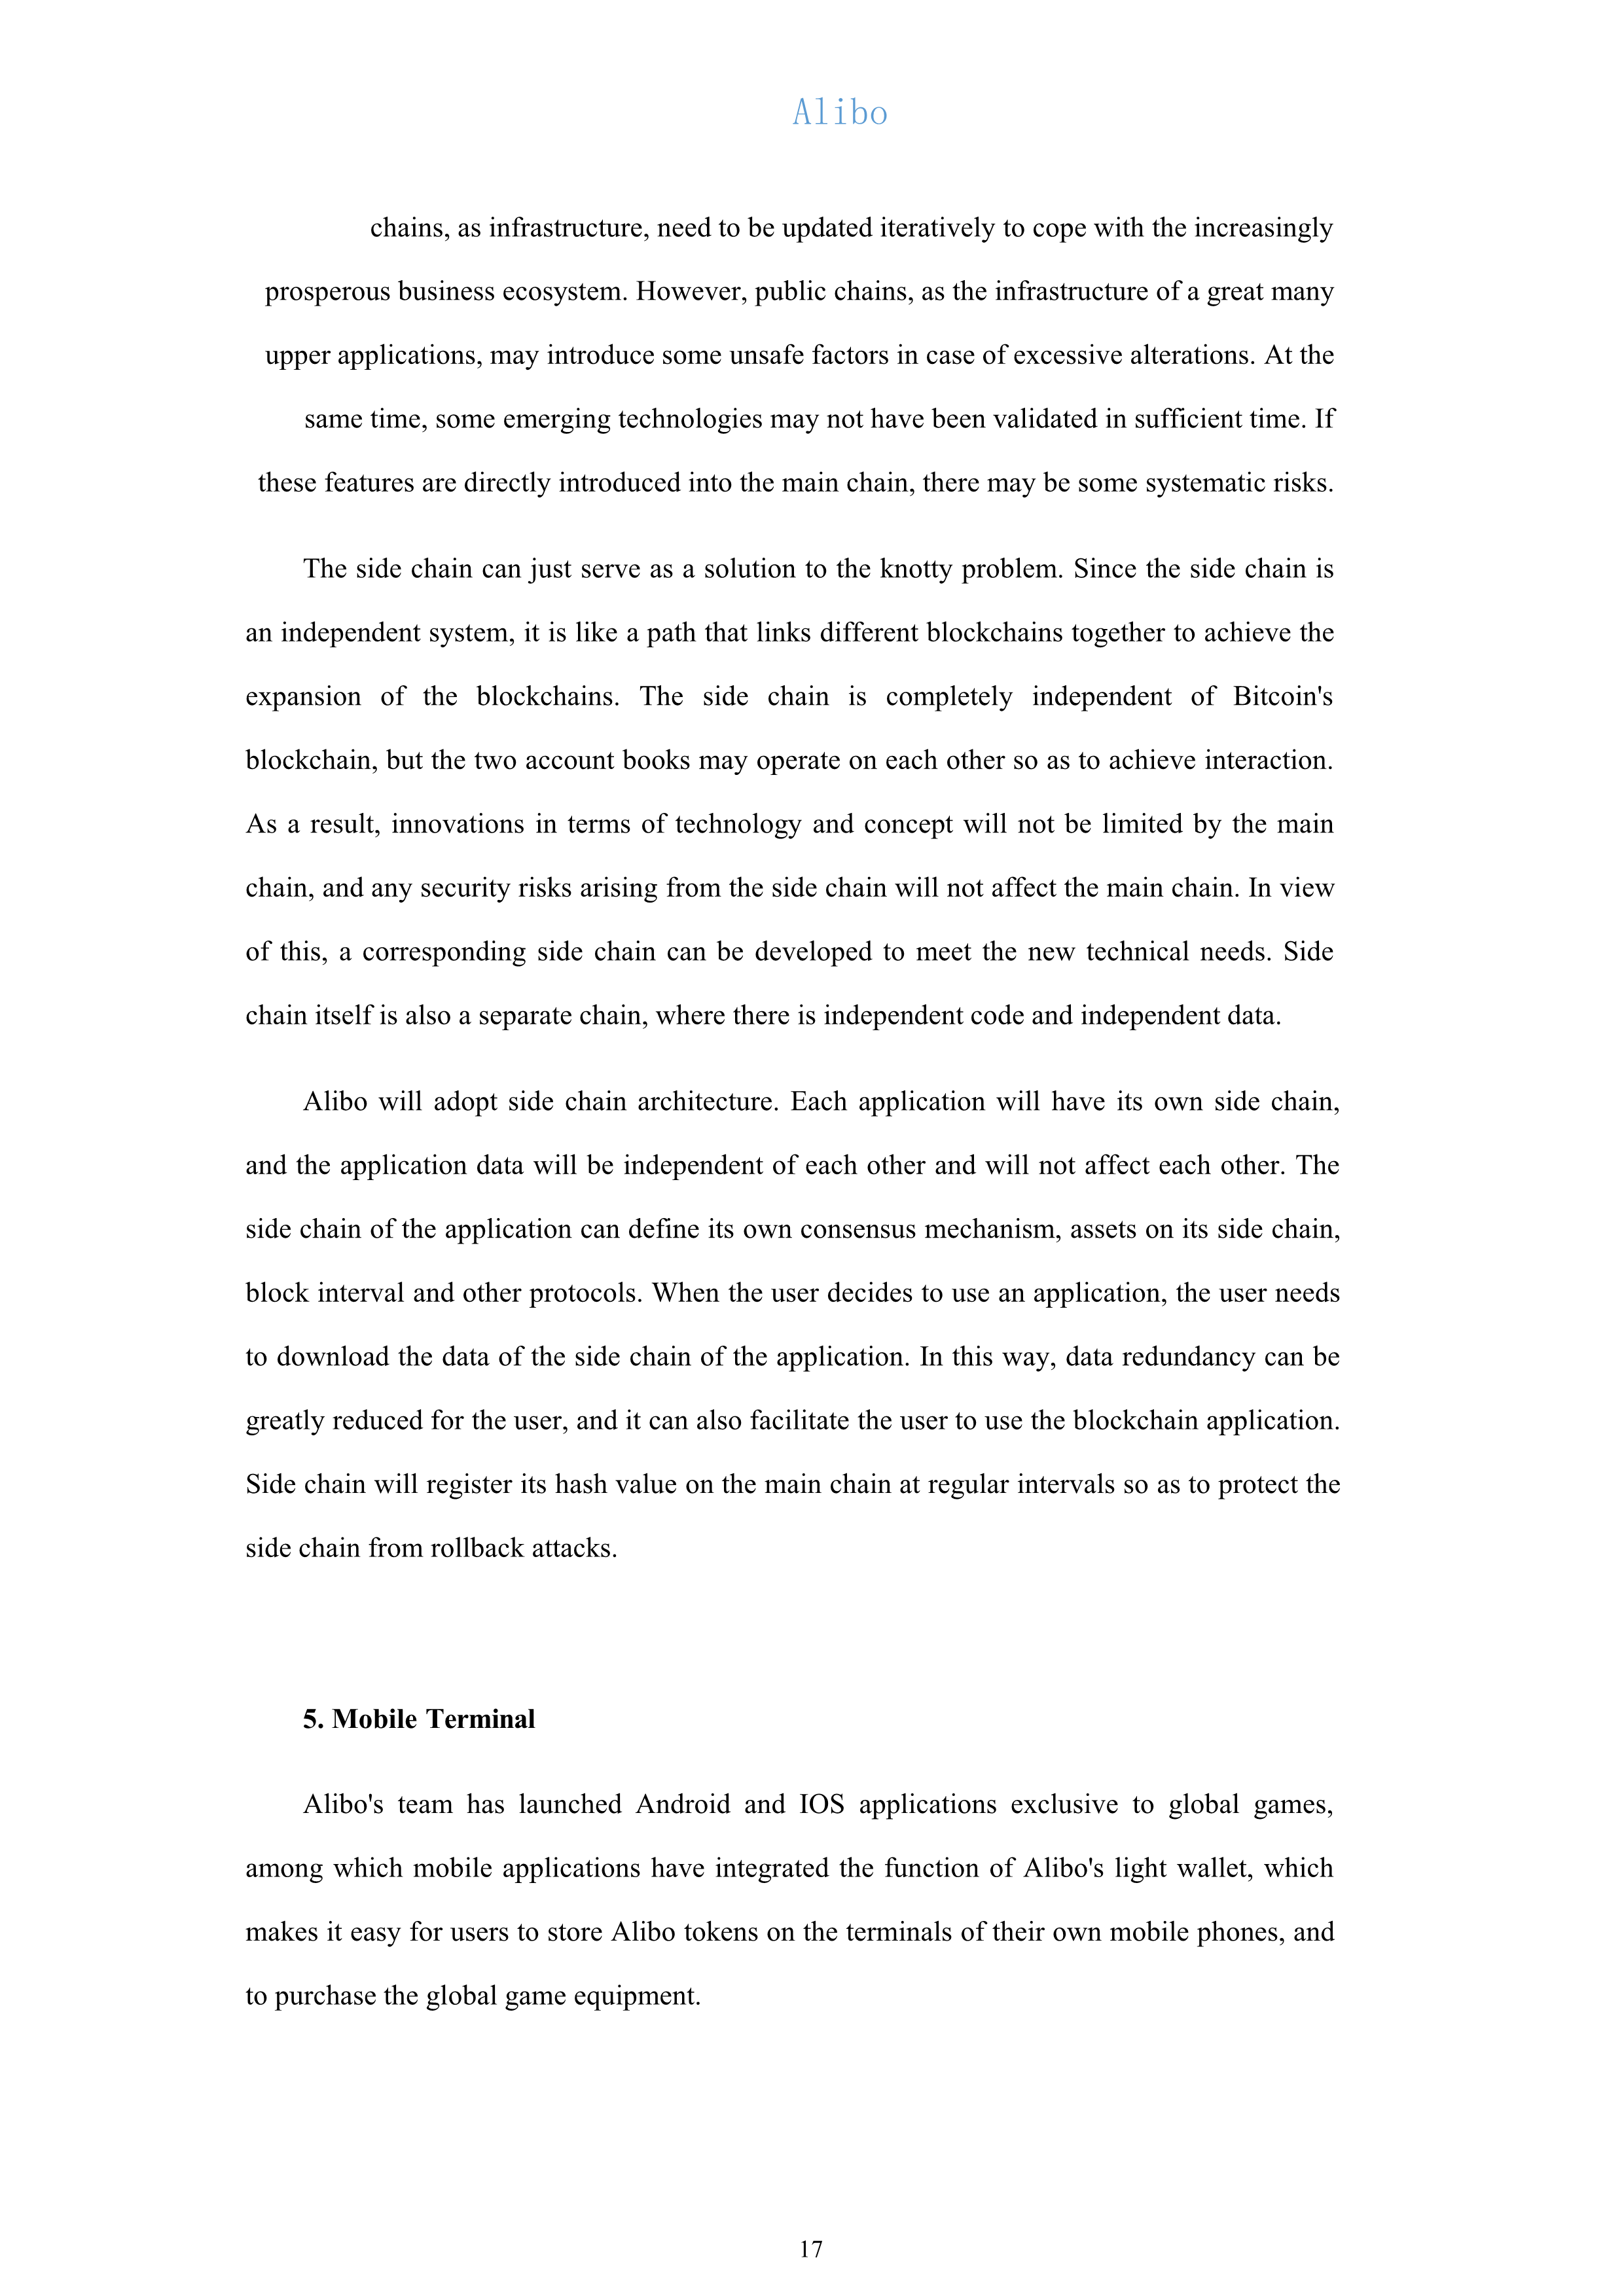 Alibo
chains, as infrastructure, need to be updated iteratively to cope with the increasingly
prosperous business ecosystem. However, public chains, as the infrastructure of a great many
upper applications, may introduce some unsafe factors in case of excessive alterations. At the
same time, some emerging technologies may not have been validated in sufficient time. If
these features are directly introduced into the main chain, there may be some systematic risks.
The side chain can just serve as a solution to the knotty problem. Since the side chain is
an independent system, it is like a path that links different blockchains together to achieve the
expansion of the blockchains. The side chain is completely independent of Bitcoin's
blockchain, but the two account books may operate on each other so as to achieve interaction.
As a result, innovations in terms of technology and concept will not be limited by the main
chain, and any security risks arising from the side chain will not affect the main chain. In view
of this, a corresponding side chain can be developed to meet the new technical needs. Side
chain itself is also a separate chain, where there is independent code and independent data.
Alibo will adopt side chain architecture. Each application will have its own side chain,
and the application data will be independent of each other and will not affect each other. The
side chain of the application can define its own consensus mechanism, assets on its side chain,
block interval and other protocols. When the user decides to use an application, the user needs
to download the data of the side chain of the application. In this way, data redundancy can be
greatly reduced for the user, and it can also facilitate the user to use the blockchain application.
Side chain will register its hash value on the main chain at regular intervals so as to protect the
side chain from rollback attacks.
5. Mobile Terminal
Alibo's team has launched Android and IOS applications exclusive to global games,
among which mobile applications have integrated the function of Alibo's light wallet, which
makes it easy for users to store Alibo tokens on the terminals of their own mobile phones, and
to purchase the global game equipment.
17